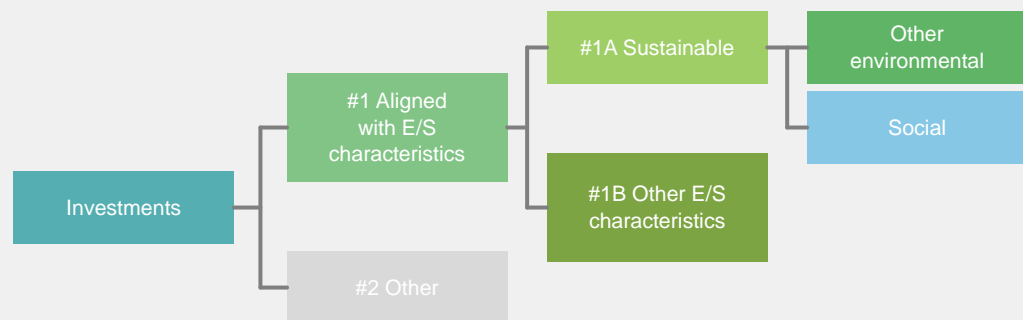 Investments
#1 Aligned
with E/S
characteristics
#2 Other
#1A Sustainable
#1B Other E/S
characteristics
Other
environmental
Social